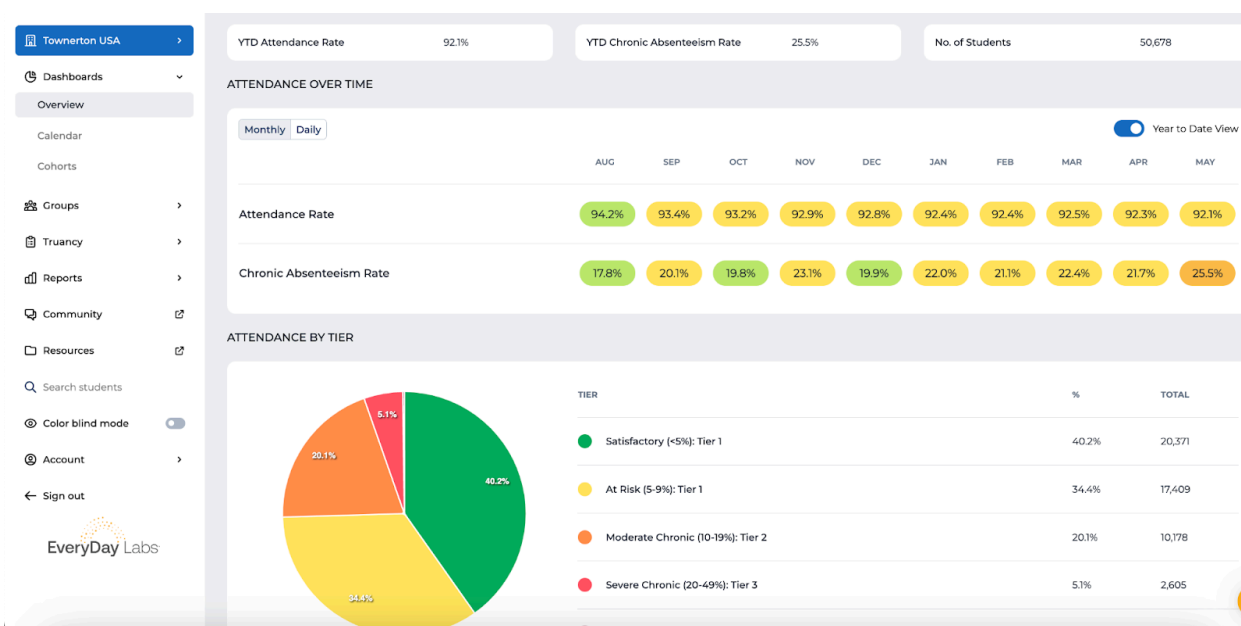 Townerton USA
Dashboards
Overview
Calendar
Cohorts
Groups
Truancy
Reports
Community
Resources
Search students
Color blind mode
Account
Sign out
EveryDay Labs
YTD Attendance Rate 92.1%
YTD Chronic Absenteeism Rate 25.5%
No. of Students 50,678
ATTENDANCE OVER TIME
Monthly Daily
Year to Date View
AUG SEP OCT NOV DEC JAN FEB MAR APR MAY
Attendance Rate 94.2% 93.4% 93.2% 92.9% 92.8% 92.4% 92.4% 92.5% 92.3% 92.1%
Chronic Absenteeism Rate 17.8% 20.1% 19.8% 23.1% 19.9% 22.0% 21.1% 22.4% 21.7% 25.5%
ATTENDANCE BY TIER
5.1%
20.1%
40.2%
34.4%
TIER % TOTAL
Satisfactory (<5%): Tier 1 40.2% 20,371
At Risk (5-9%): Tier 1 34.4% 17,409
Moderate Chronic (10-19%): Tier 2 20.1% 10,178
Severe Chronic (20-49%): Tier 3 5.1% 2,605